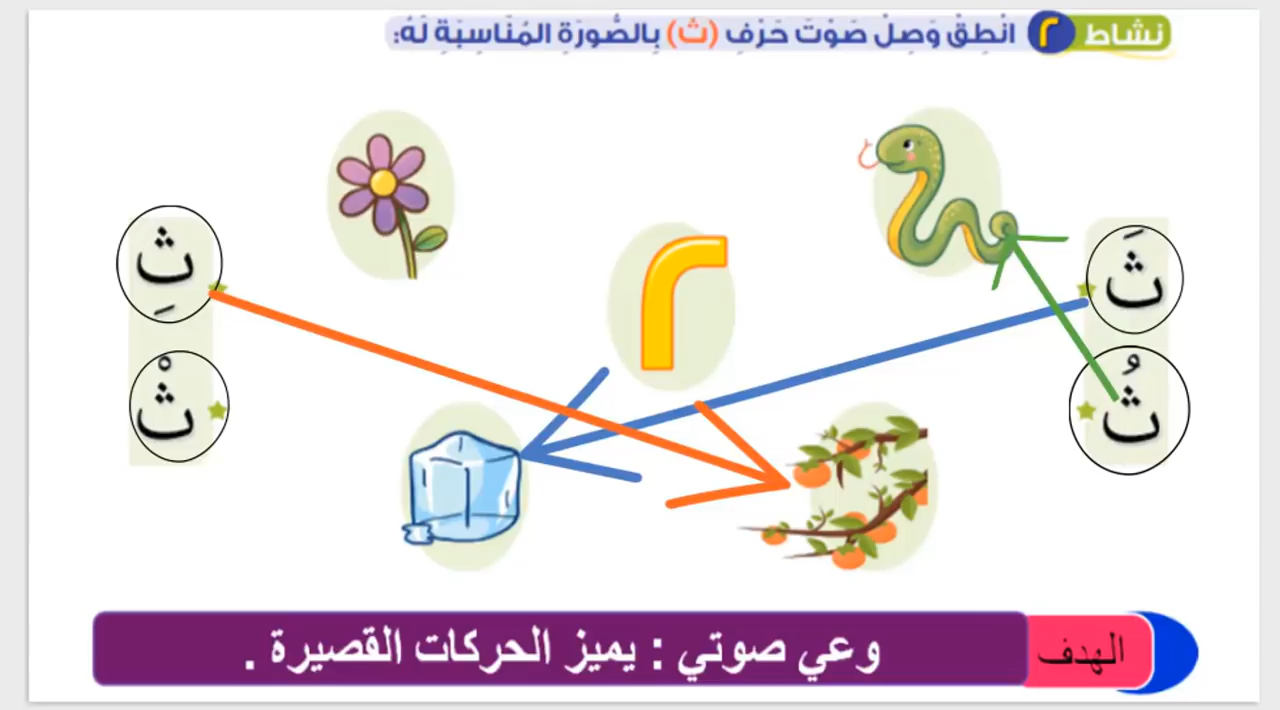 نشاط ٢ انْطِقْ وَصِلْ صَوْتَ حَرْفِ (ث) بِالصُّورَةِ المُنَاسِبَةِ لَهُ:
ثَ
ثِ
٢
ثُ
ثْ
الهدف وعي صوتي : يميز الحركات القصيرة .